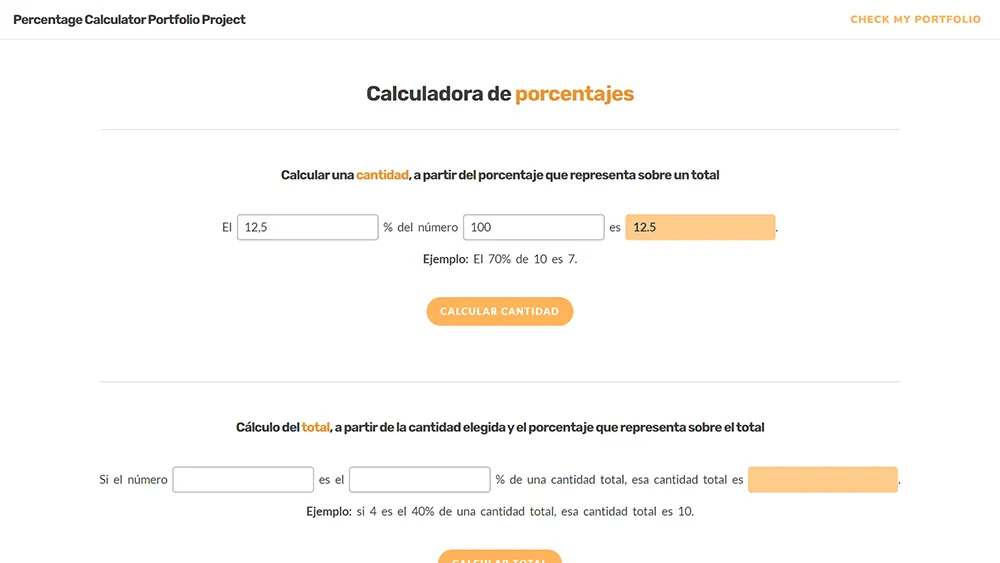 Percentage Calculator Portfolio Project
CHECK MY PORTFOLIO
Calculadora de porcentajes
Calcular una cantidad, a partir del porcentaje que representa sobre un total
El 12,5 % del número 100 es 12.5.
Ejemplo: El 70% de 10 es 7.
CALCULAR CANTIDAD
Cálculo del total, a partir de la cantidad elegida y el porcentaje que representa sobre el total
Si el número es el % de una cantidad total, esa cantidad total es .
Ejemplo: si 4 es el 40% de una cantidad total, esa cantidad total es 10.
CALCULAR TOTAL